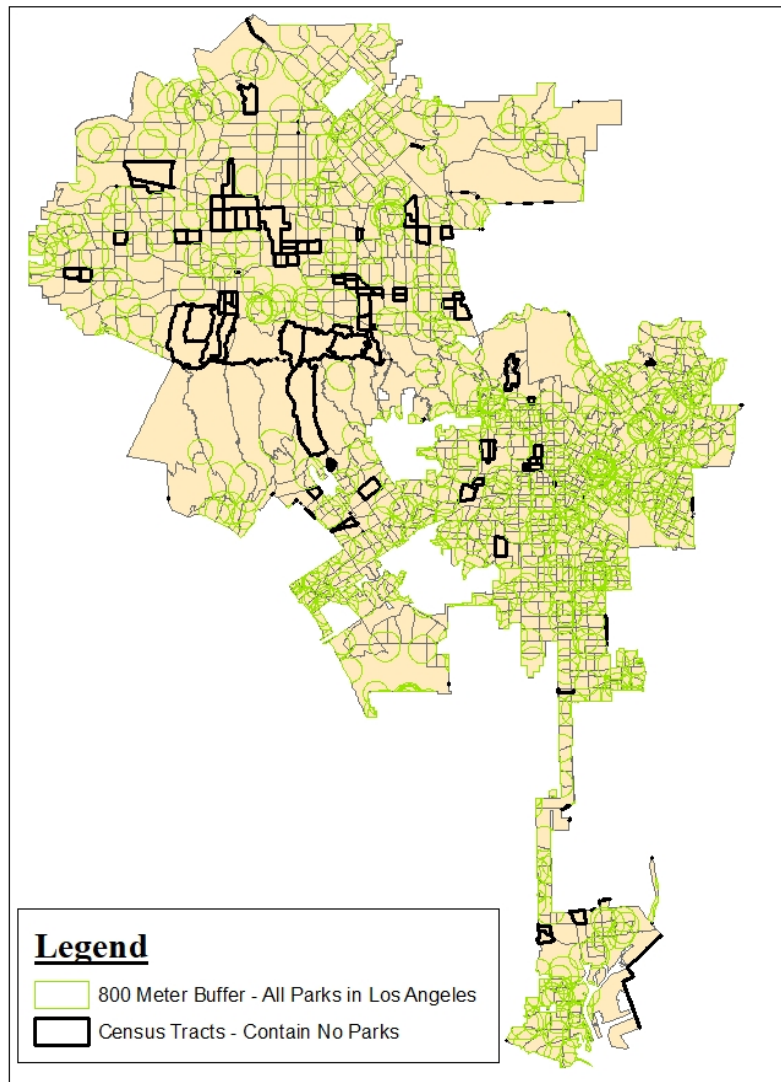 Legend
800 Meter Buffer - All Parks in Los Angeles
Census Tracts - Contain No Parks